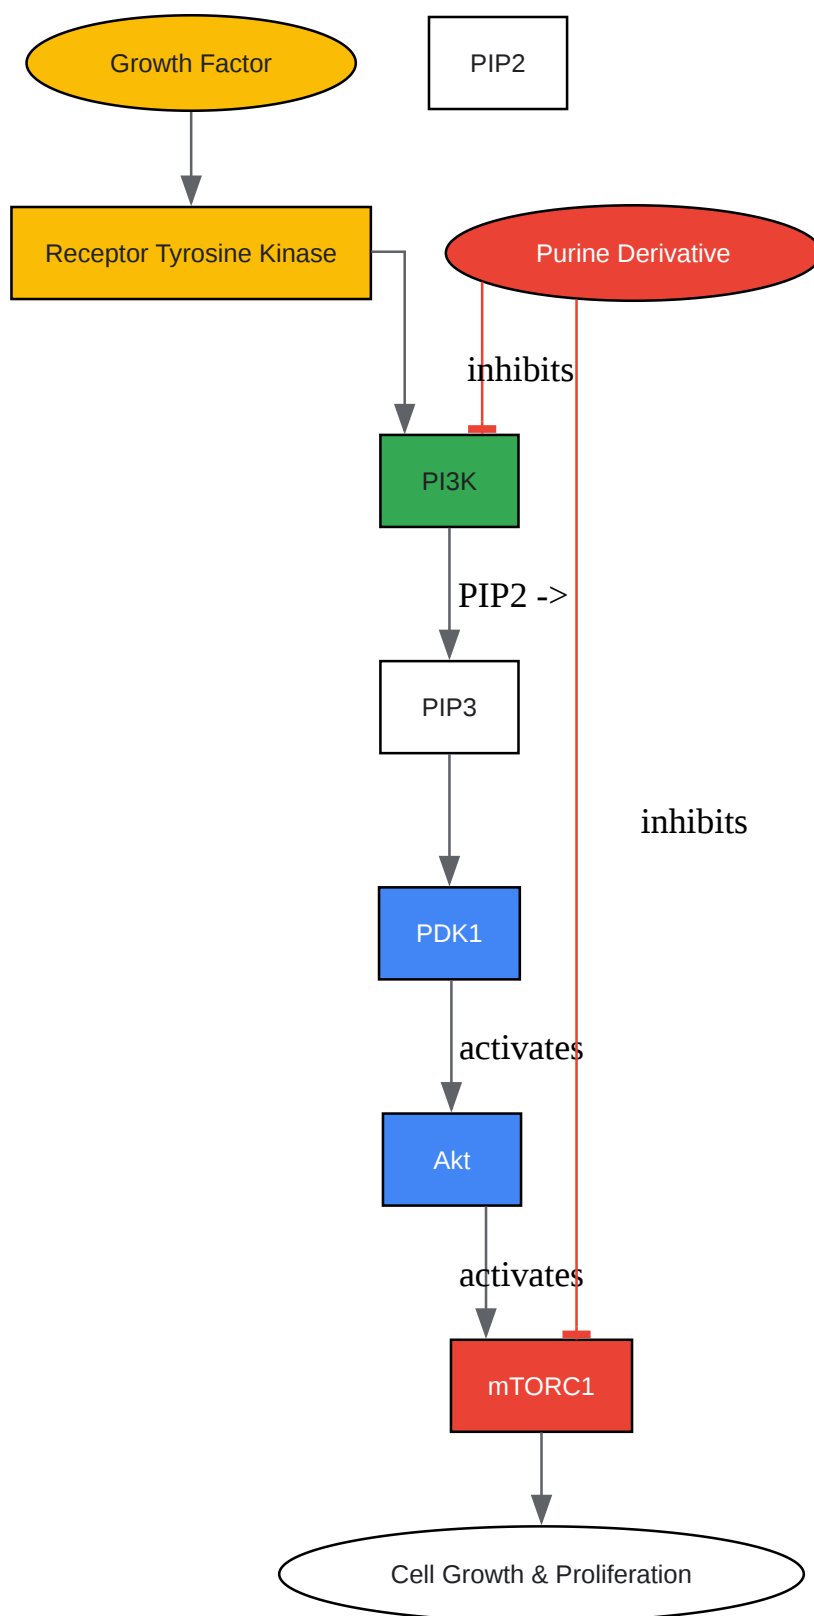 Growth Factor
PIP2
Receptor Tyrosine Kinase
Purine Derivative
inhibits
PI3K
PIP2 ->
PIP3
inhibits
PDK1
activates
Akt
activates
mTORC1
Cell Growth & Proliferation